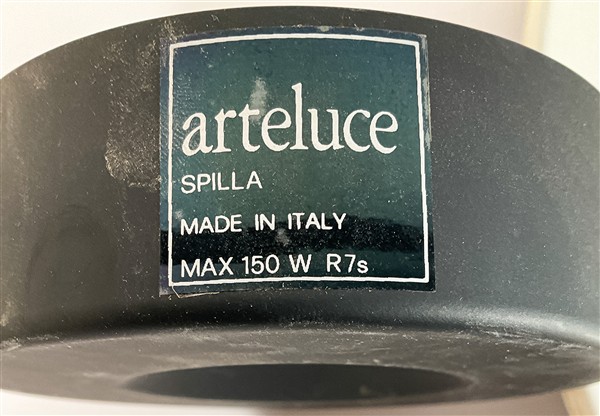 arteluce
SPILLA
MADE IN ITALY
MAX 150 W R7s